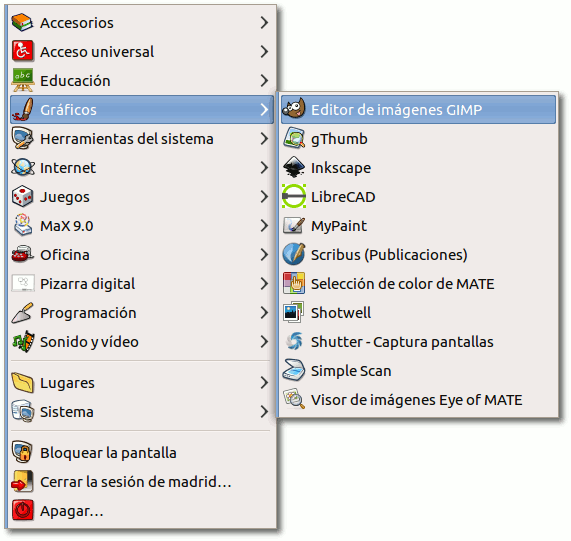 Accesorios
Acceso universal
Educación
Gráficos
Herramientas del sistema
Internet
Juegos
MaX 9.0
Oficina
Pizarra digital
Programación
Sonido y vídeo
Lugares
Sistema
Bloquear la pantalla
Cerrar la sesión de madrid...
Apagar...
Editor de imágenes GIMP
gThumb
Inkscape
LibreCAD
MyPaint
Scribus (Publicaciones)
Selección de color de MATE
Shotwell
Shutter - Captura pantallas
Simple Scan
Visor de imágenes Eye of MATE